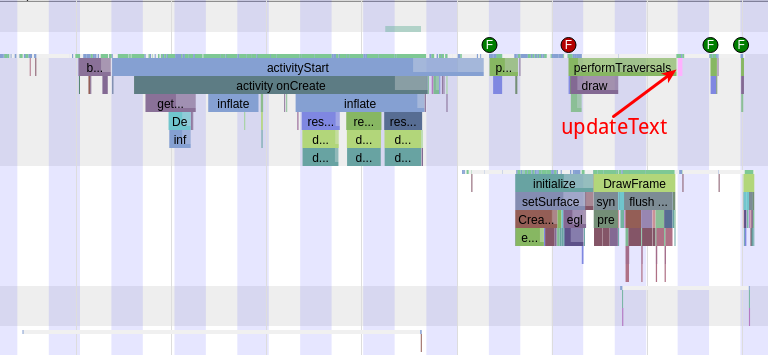 F F F F
b... activityStart p... performTraversals
activity onCreate draw
get... inflate inflate
De res... re... res...
updateText
inf d... d... d...
d... d... d...
initialize DrawFrame
setSurface syn flush ...
Crea... egl pre
e...